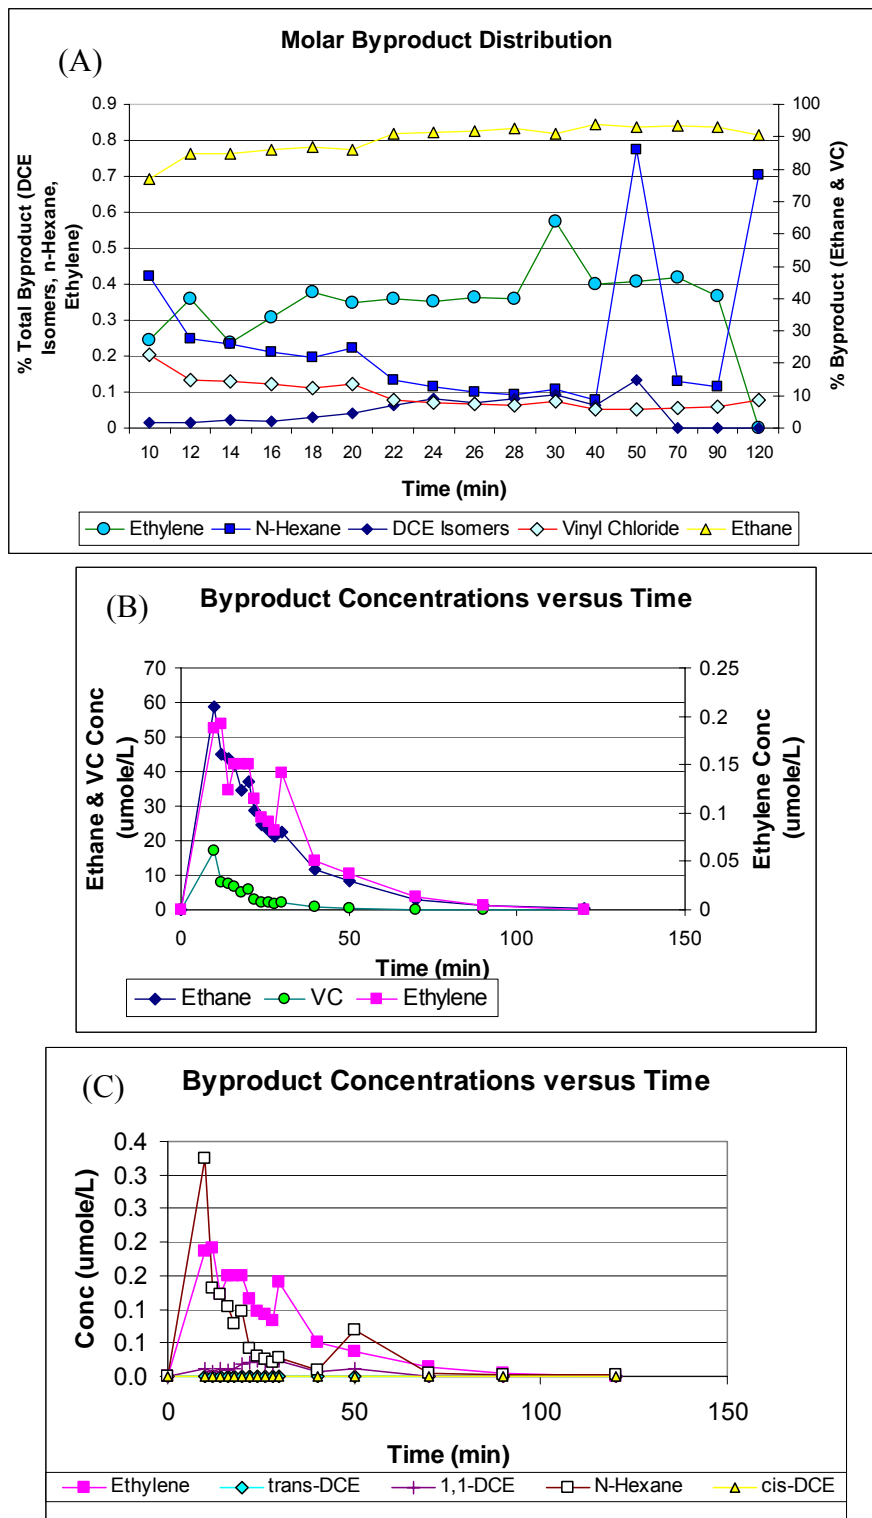 (A)
Molar Byproduct Distribution
% Total Byproduct (DCE
Isomers, n-Hexane,
Ethylene)
0.9
0.8
0.7
0.6
0.5
0.4
0.3
0.2
0.1
0
100
90
80
70
60
50
40
30
20
10
0
% Byproduct (Ethane & VC)
10 12 14 16 18 20 22 24 26 28 30 40 50 70 90 120
Time (min)
Ethylene N-Hexane DCE Isomers Vinyl Chloride Ethane
(B)
Byproduct Concentrations versus Time
Ethane & VC Conc
(umole/L)
70
60
50
40
30
20
10
0
0.25
0.2
0.15
0.1
0.05
0
Ethylene Conc
(umole/L)
0 50 100 150
Time (min)
Ethane VC Ethylene
(C)
Byproduct Concentrations versus Time
Conc (umole/L)
0.4
0.3
0.3
0.2
0.2
0.1
0.1
0.0
0 50 100 150
Time (min)
Ethylene trans-DCE 1,1-DCE N-Hexane cis-DCE